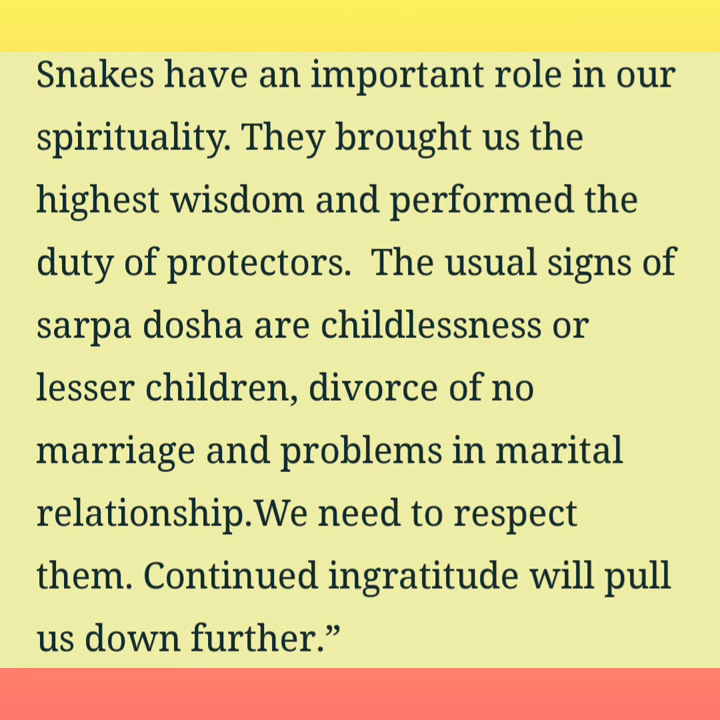 Snakes have an important role in our
spirituality. They brought us the
highest wisdom and performed the
duty of protectors.  The usual signs of
sarpa dosha are childlessness or
lesser children, divorce of no
marriage and problems in marital
relationship.We need to respect
them. Continued ingratitude will pull
us down further.”